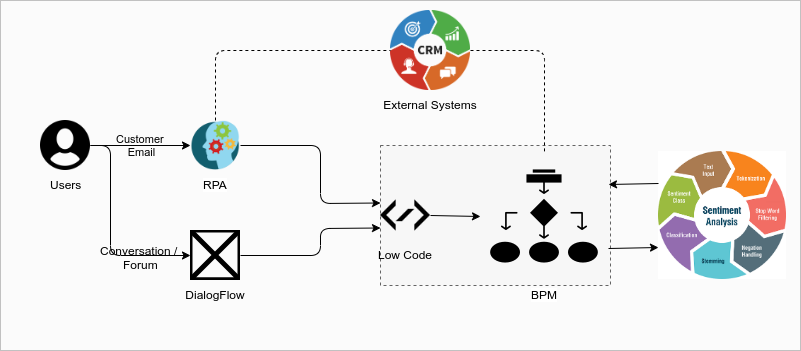 CRM
External Systems
Customer
Email
Users
RPA
Conversation /
Forum
DialogFlow
Low Code
BPM
Sentiment
Analysis
Text
Input
Tokenization
Stop Word
Filtering
Negation
Handling
Stemming
Classification
Sentiment
Class